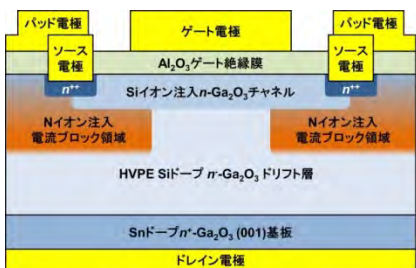 パッド電極
ゲート電極
パッド電極
ソース
電極
ソース
電極
Al2O3ゲート絶縁膜
n++
Siイオン注入n-Ga2O3チャネル
n++
Nイオン注入
電流ブロック領域
Nイオン注入
電流ブロック領域
HVPE Siドープ n--Ga2O3 ドリフト層
Snドープn+-Ga2O3 (001)基板
ドレイン電極